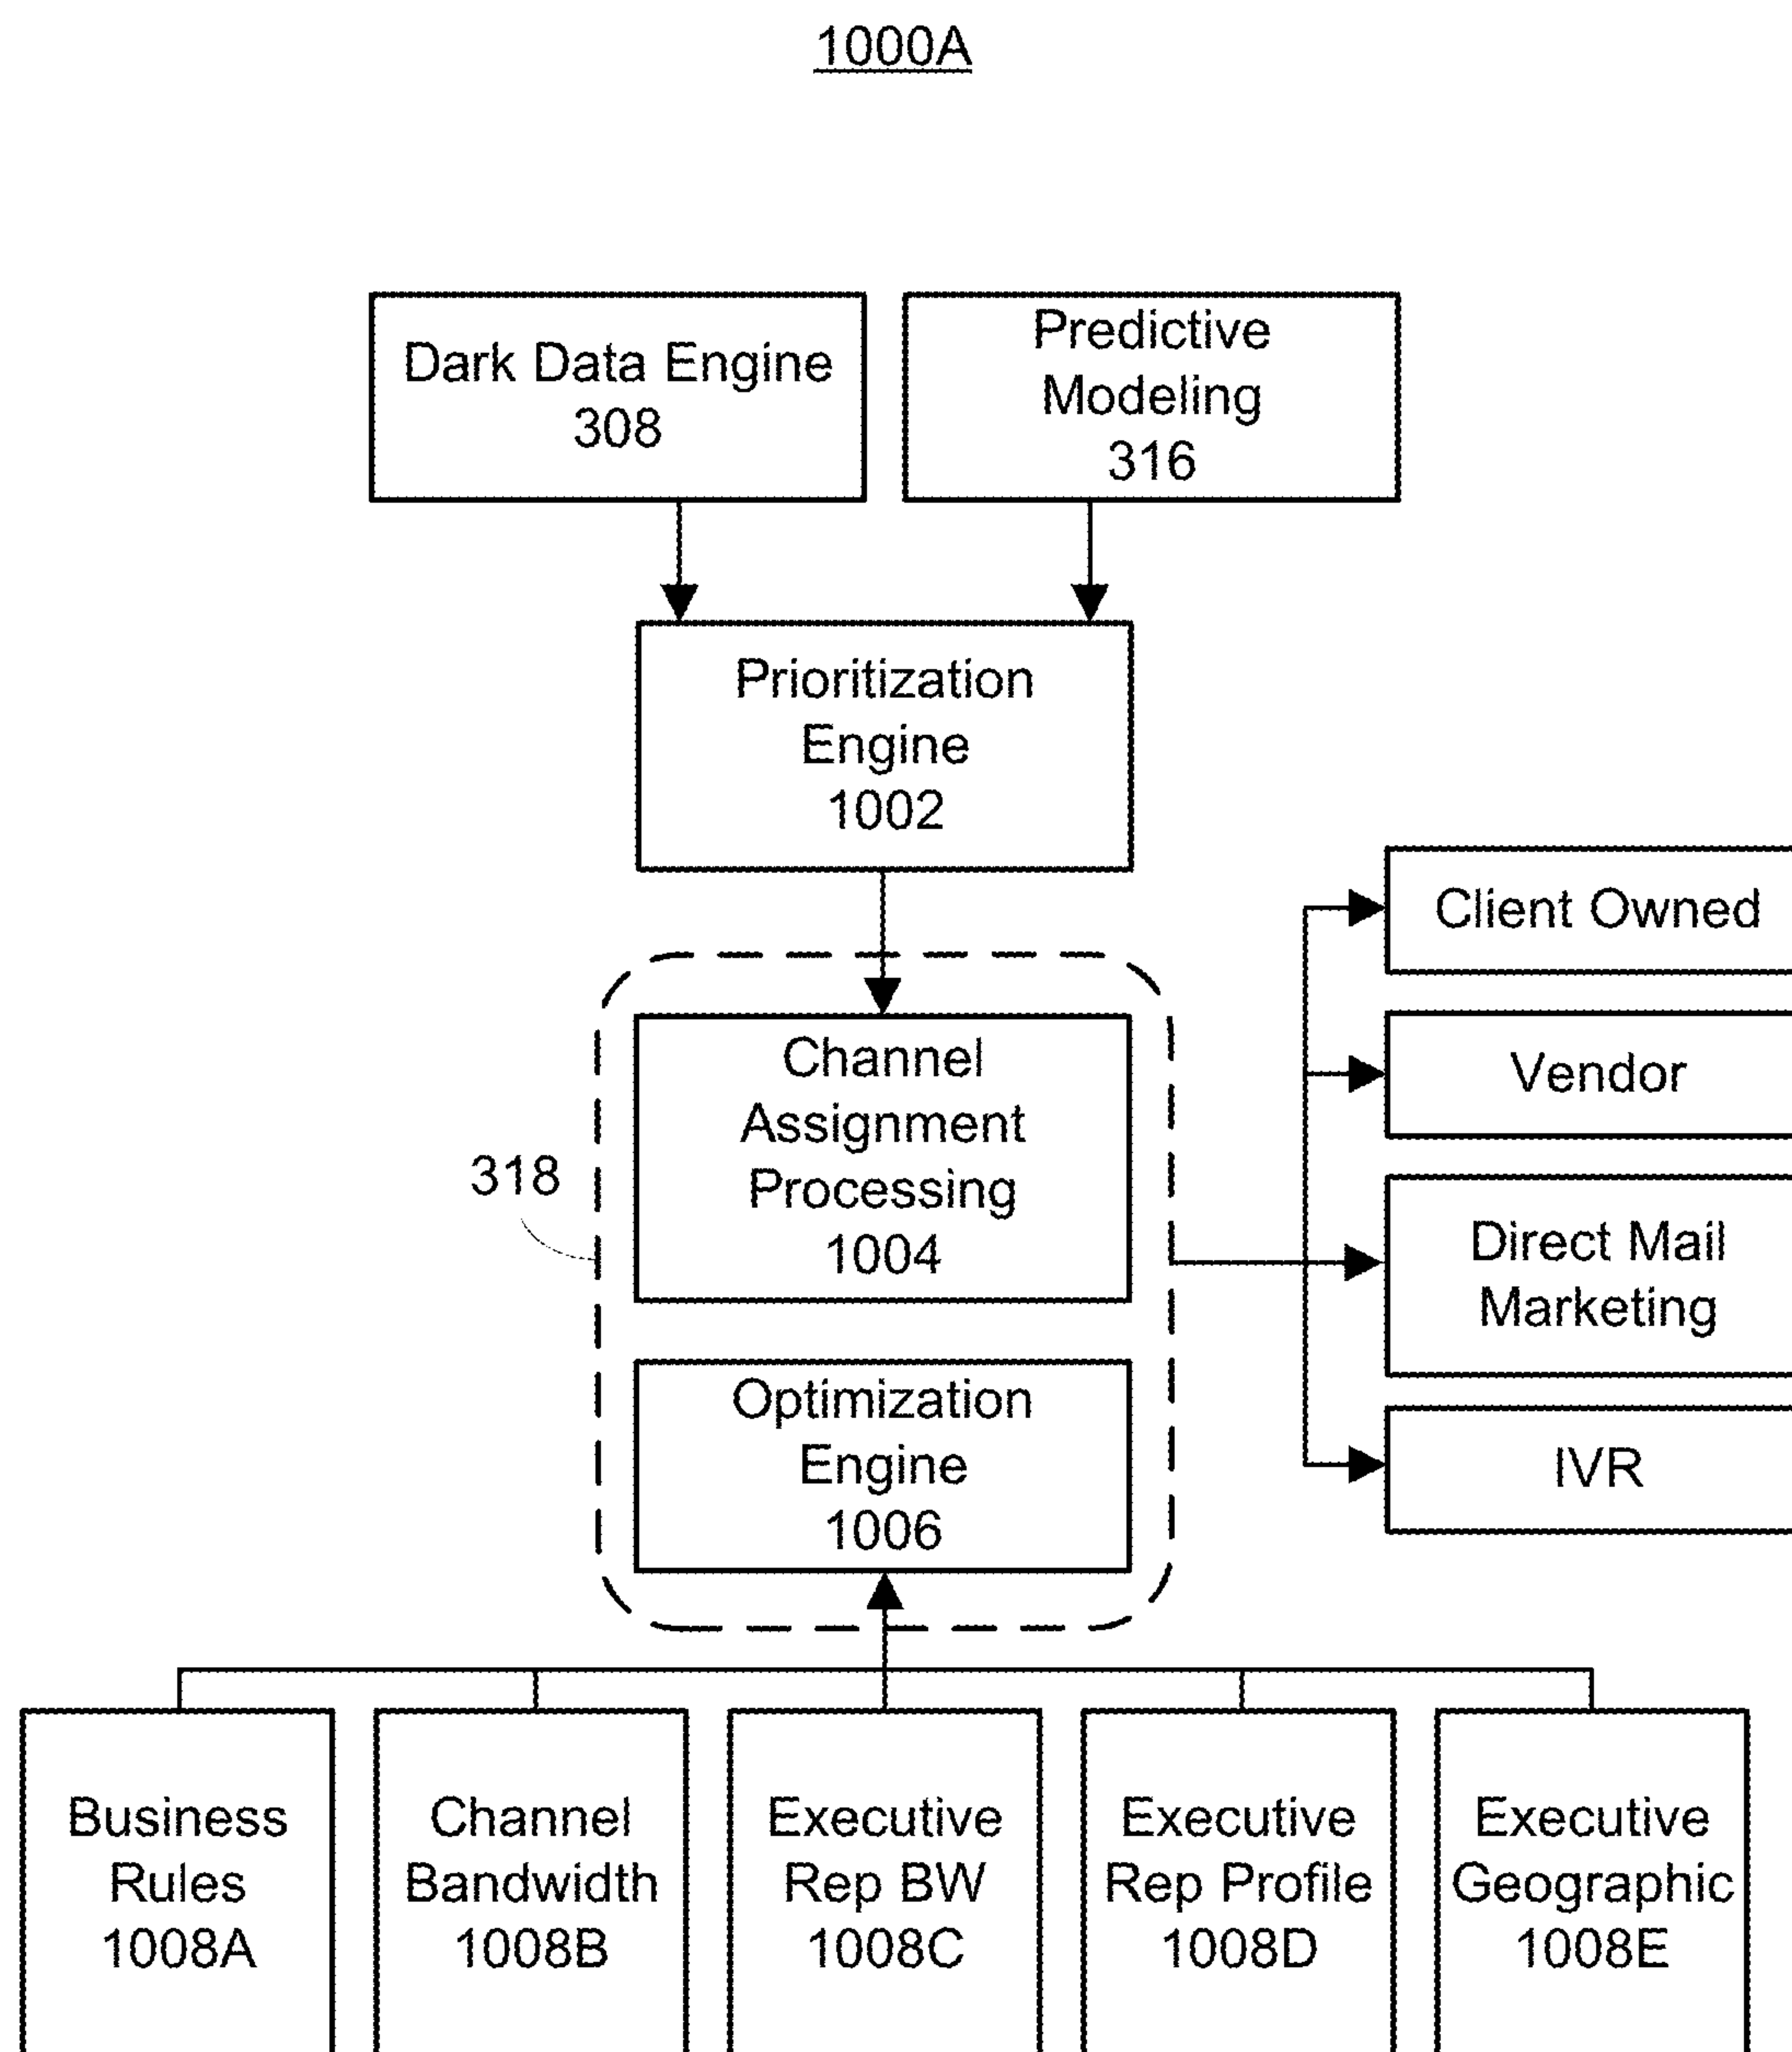 1000A
Dark Data Engine
308
Predictive
Modeling
316
Prioritization
Engine
1002
Channel
Assignment
Processing
1004
318
Optimization
Engine
1006
Client Owned
Vendor
Direct Mail
Marketing
IVR
Business
Rules
1008A
Channel
Bandwidth
1008B
Executive
Rep BW
1008C
Executive
Rep Profile
1008D
Executive
Geographic
1008E